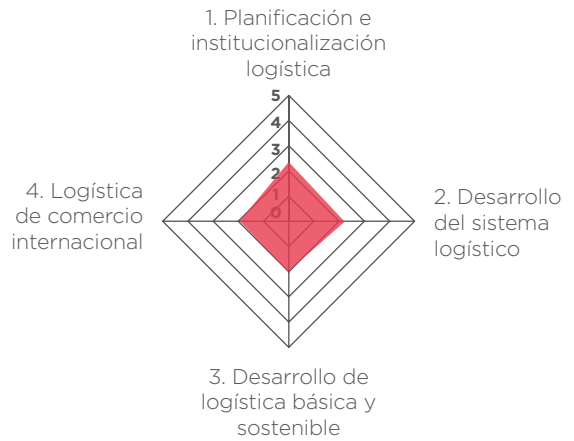 1. Planificación e
institucionalización
logística
5
4
3
2
1
0
4. Logística
de comercio
internacional
2. Desarrollo
del sistema
logístico
3. Desarrollo de
logística básica y
sostenible